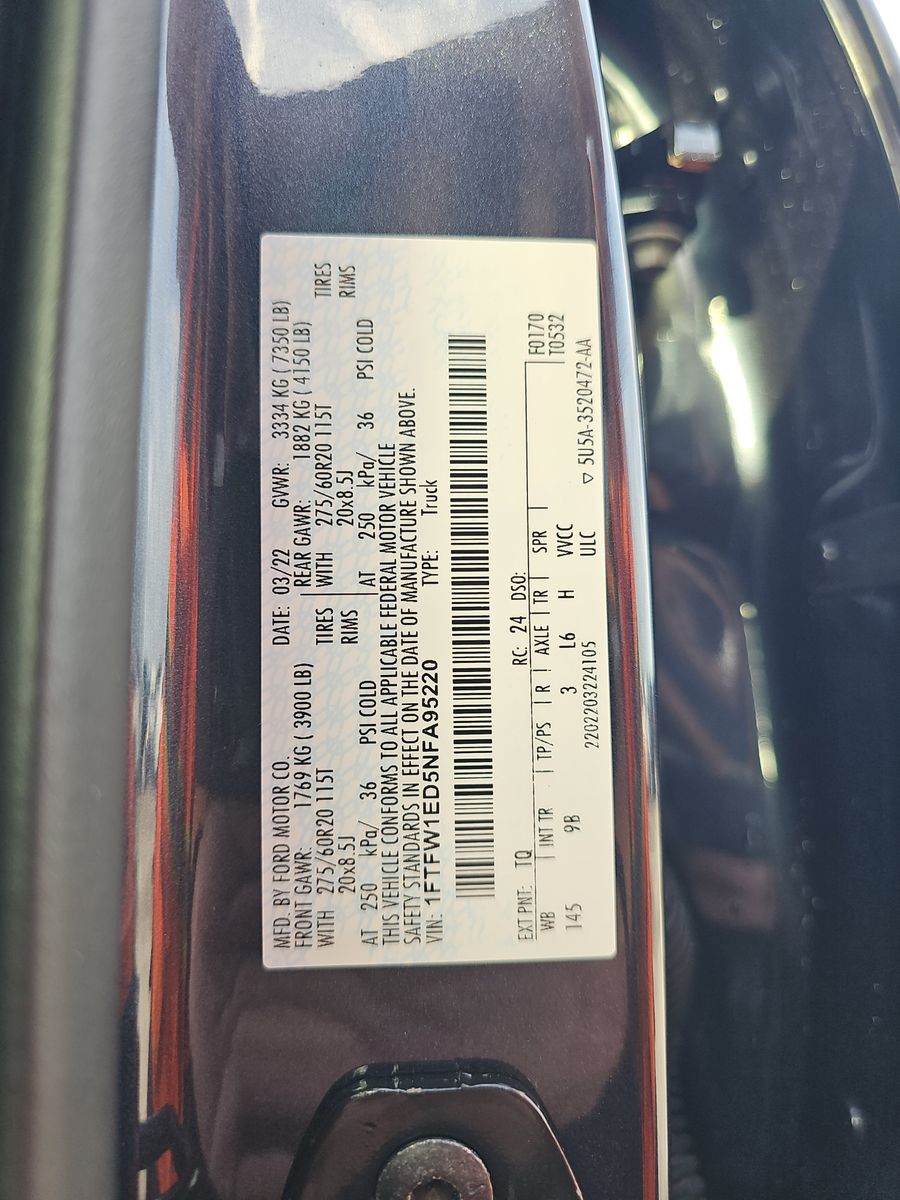 MFD. BY FORD MOTOR CO. DATE: 03/22 GVWR: 3334 KG ( 7350 LB)
FRONT GAWR: 1769 KG ( 3900 LB) REAR GAWR: 1882 KG ( 4150 LB)
WITH 275/60R20 115T TIRES WITH 275/60R20 115T TIRES
20x8.5J RIMS 20x8.5J RIMS
AT 250 kPa/ 36 PSI COLD AT 250 kPa/ 36 PSI COLD
THIS VEHICLE CONFORMS TO ALL APPLICABLE FEDERAL MOTOR VEHICLE
SAFETY STANDARDS IN EFFECT ON THE DATE OF MANUFACTURE SHOWN ABOVE.
VIN: 1FTFW1ED5NFA95220 TYPE: Truck
EXT PNT: TQ RC: 24 DSO: F0170
WB INT TR TP/PS R AXLE TR SPR T0532
145 9B 3 L6 H VVCC
2202203224105 ULC ▽ 5U5A-3520472-AA